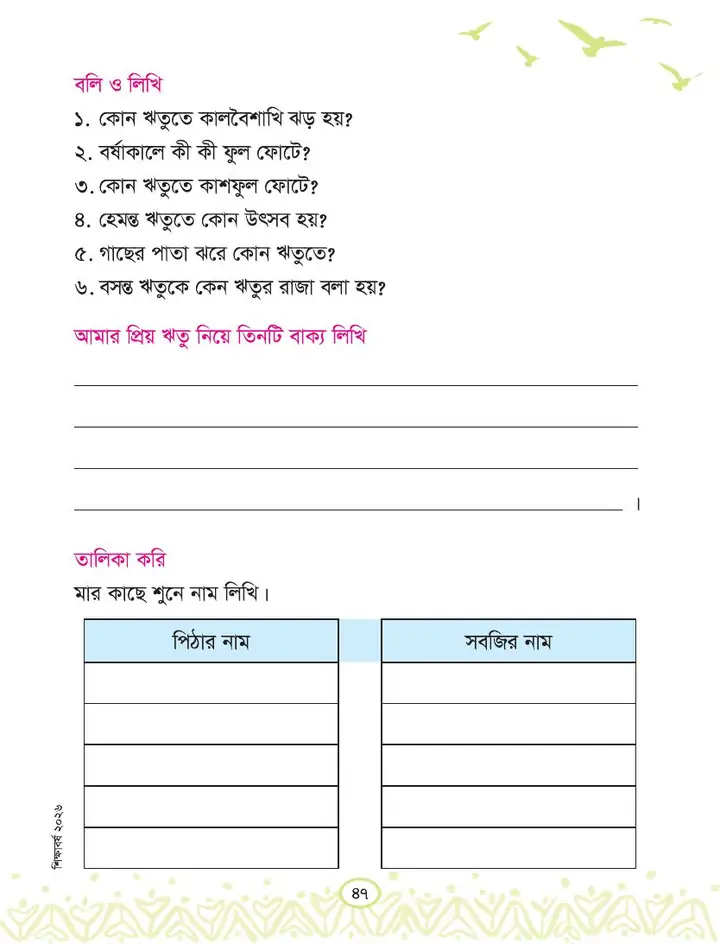 বলি ও লিখি
১. কোন ঋতুতে কালবৈশাখি ঝড় হয়?
২. বর্ষাকালে কী কী ফুল ফোটে?
৩. কোন ঋতুতে কাশফুল ফোটে?
৪. হেমন্ত ঋতুতে কোন উৎসব হয়?
৫. গাছের পাতা ঝরে কোন ঋতুতে?
৬. বসন্ত ঋতুকে কেন ঋতুর রাজা বলা হয়?
আমার প্রিয় ঋতু নিয়ে তিনটি বাক্য লিখি
।
তালিকা করি
মার কাছে শুনে নাম লিখি।
পিঠার নাম
সবজির নাম
শিক্ষাবর্ষ ২০২৬
৪৭